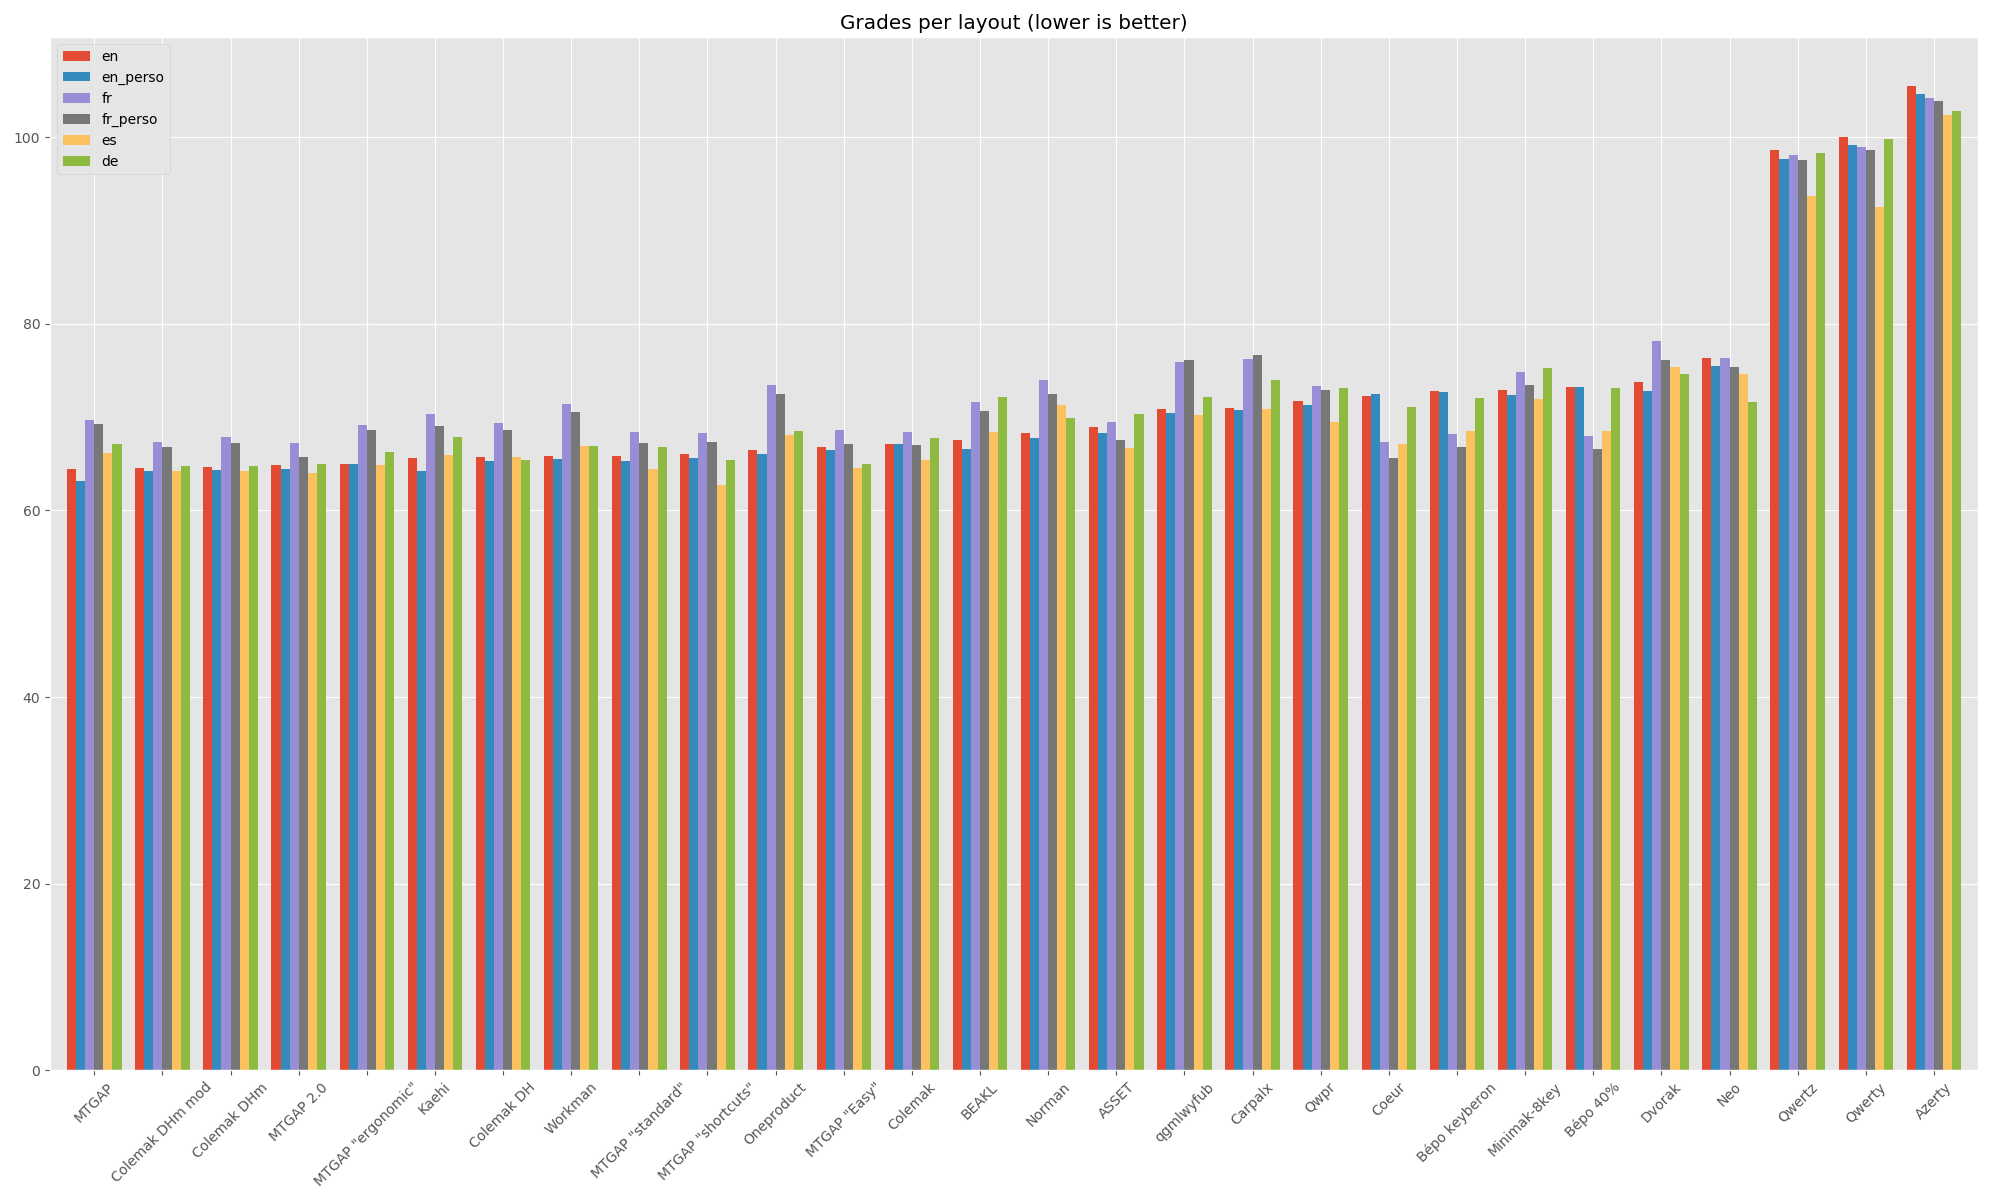 Grades per layout (lower is better)
en
en_perso
fr
fr_perso
es
de
100
80
60
40
20
0
MTGAP
Colemak DHm mod
Colemak DHm
MTGAP 2.0
MTGAP "ergonomic"
Kaehi
Colemak DH
Workman
MTGAP "standard"
MTGAP "shortcuts"
Oneproduct
MTGAP "Easy"
Colemak
BEAKL
Norman
ASSET
qgmlwyfub
Carpalx
Qwpr
Coeur
Bépo keyberon
Minimak-8key
Bépo 40%
Dvorak
Neo
Qwertz
Qwerty
Azerty